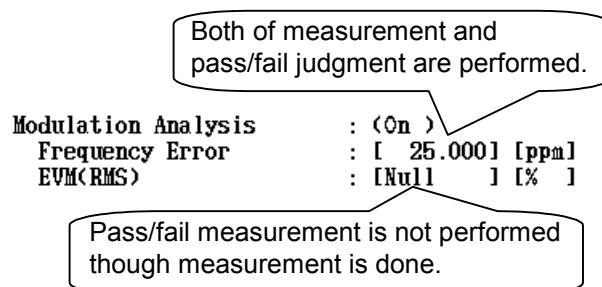 Both of measurement and
pass/fail judgment are performed.
Modulation Analysis : (On )
Frequency Error : [ 25.000] [ppm]
EVM(RMS) : [Null ] [% ]
Pass/fail measurement is not performed
though measurement is done.